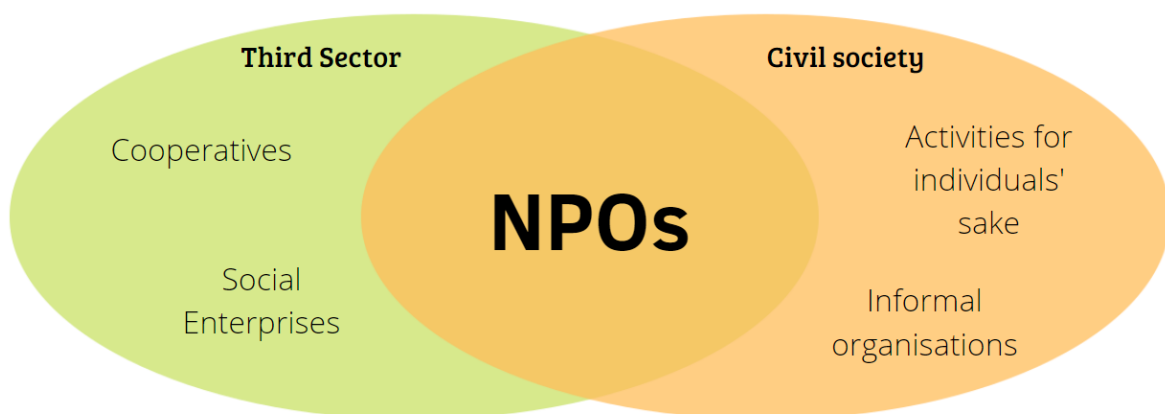 Third Sector
Civil society
Cooperatives
Activities for
individuals'
sake
NPOs
Social
Enterprises
Informal
organisations